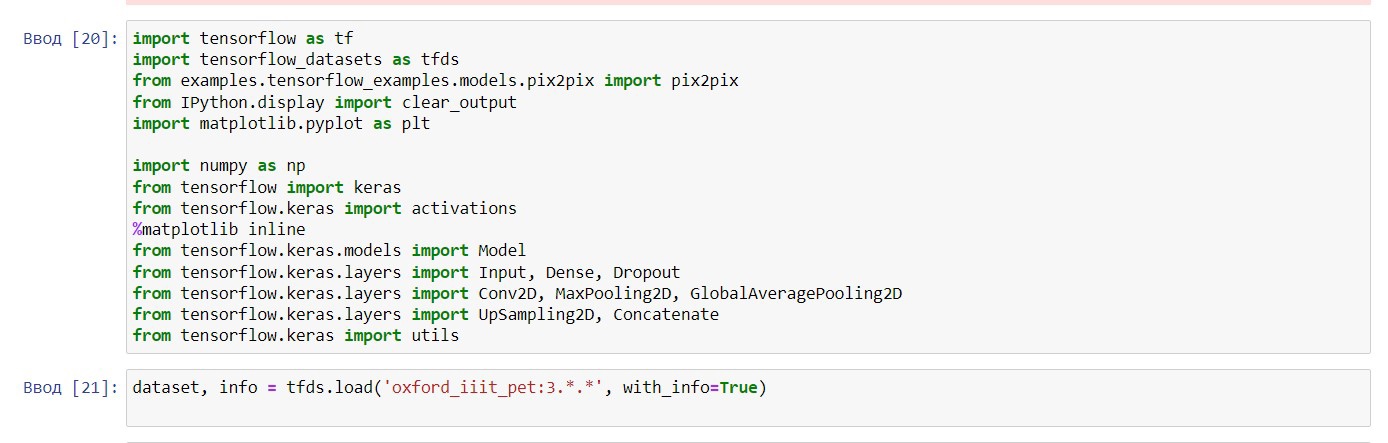 Ввод [20]:
import tensorflow as tf
import tensorflow_datasets as tfds
from examples.tensorflow_examples.models.pix2pix import pix2pix
from IPython.display import clear_output
import matplotlib.pyplot as plt
import numpy as np
from tensorflow import keras
from tensorflow.keras import activations
%matplotlib inline
from tensorflow.keras.models import Model
from tensorflow.keras.layers import Input, Dense, Dropout
from tensorflow.keras.layers import Conv2D, MaxPooling2D, GlobalAveragePooling2D
from tensorflow.keras.layers import UpSampling2D, Concatenate
from tensorflow.keras import utils
Ввод [21]:
dataset, info = tfds.load('oxford_iiit_pet:3.*.*', with_info=True)